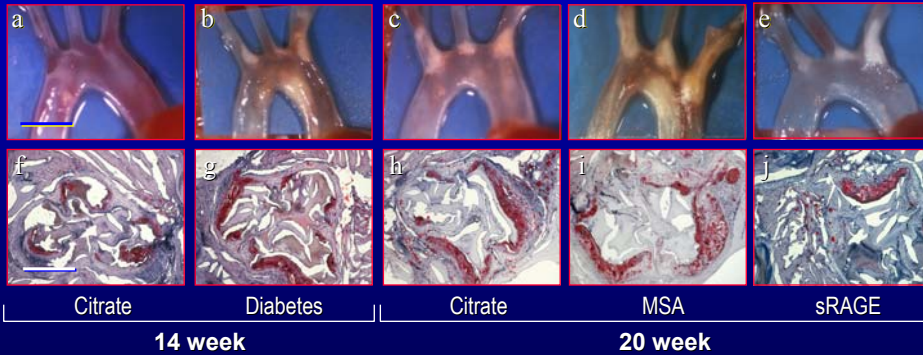 a b c d e
f g h i j
Citrate Diabetes Citrate MSA sRAGE
14 week 20 week